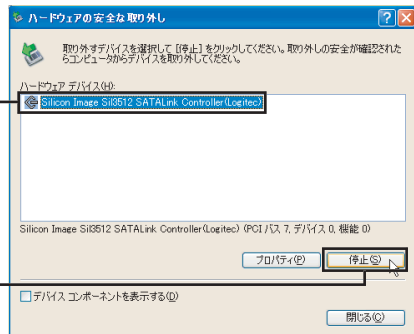 ハードウェアの安全な取り外し
取り外すデバイスを選択して [停止] をクリックしてください。取り外しの安全が確認された
らコンピュータからデバイスを取り外してください。
ハードウェア デバイス(H):
Silicon Image SiI3512 SATALink Controller(Logitec)
Silicon Image SiI3512 SATALink Controller(Logitec) (PCI バス 7, デバイス 0, 機能 0)
プロパティ(P)
停止(S)
デバイス コンポーネントを表示する(D)
閉じる(C)